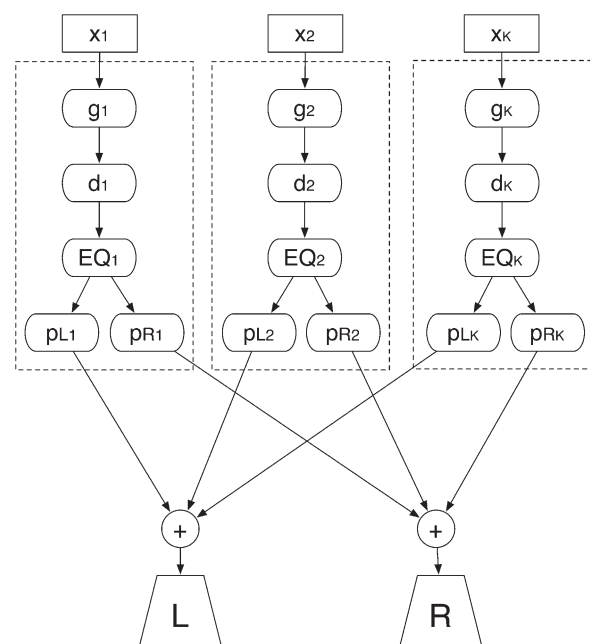 x1 x2 xK
g1 g2 gK
d1 d2 dK
EQ1 EQ2 EQK
pL1 pR1 pL2 pR2 pLK pRK
+ +
L R